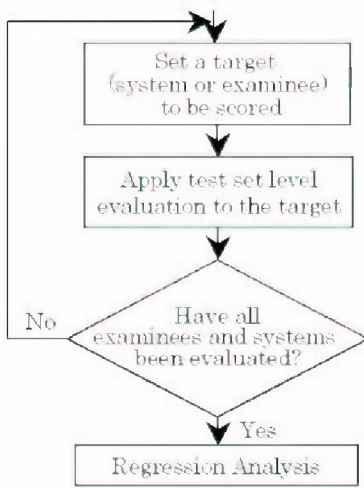 Set a target
(system or examinee)
to be scored
Apply test set level
evaluation to the target
No
Have all
examinees and systems
been evaluated?
Yes
Regression Analysis